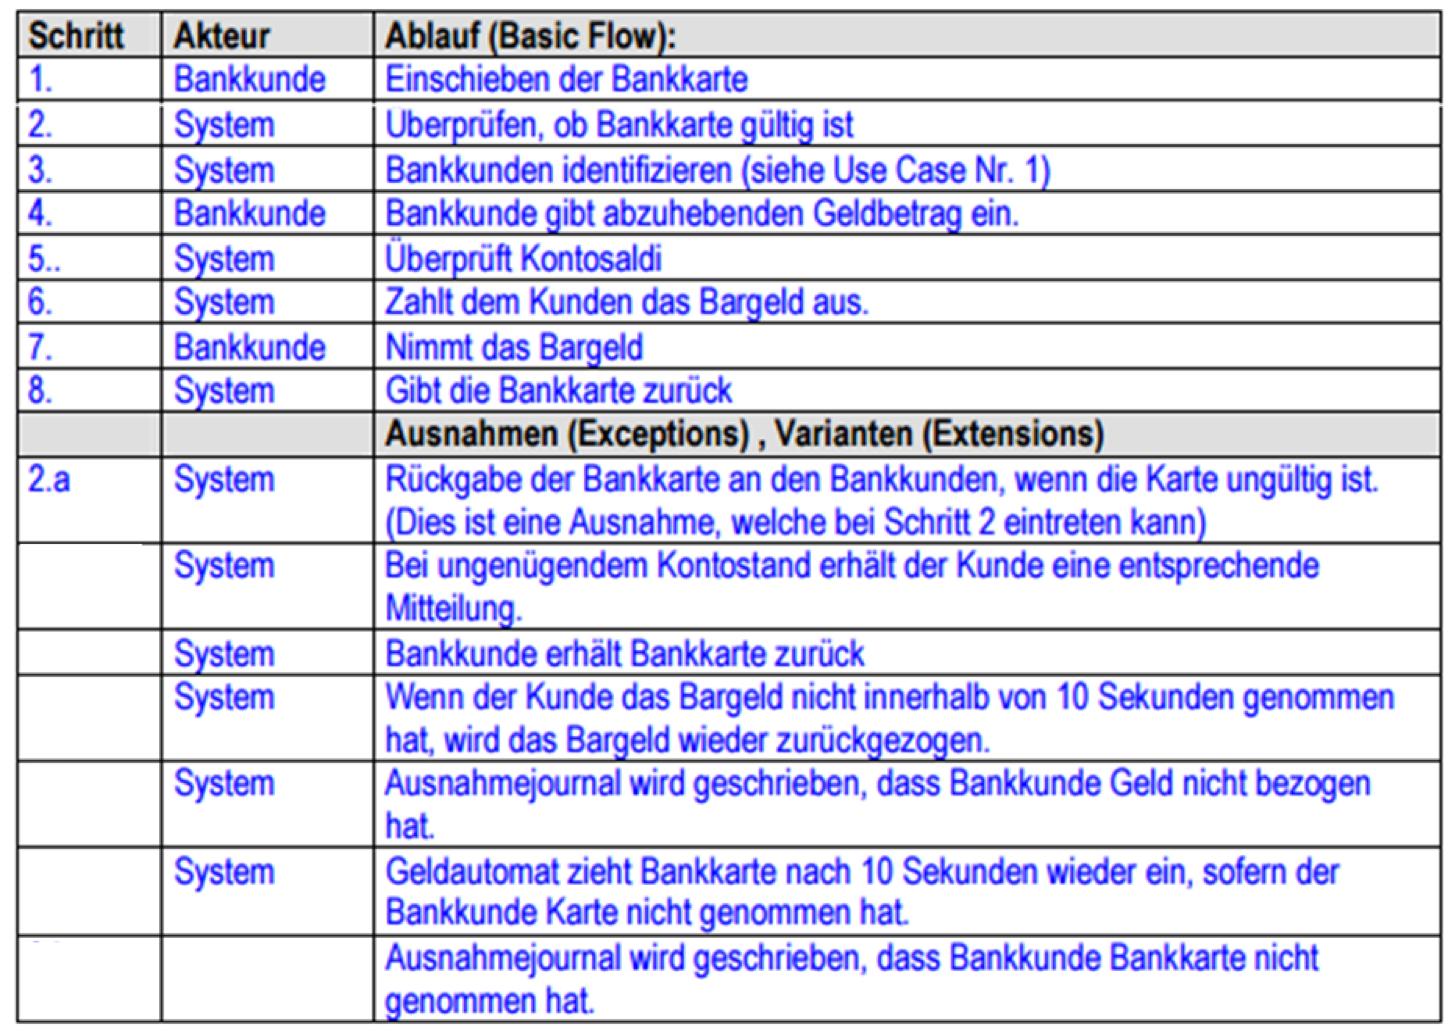 Schritt Akteur Ablauf (Basic Flow):
1. Bankkunde Einschieben der Bankkarte
2. System Überprüfen, ob Bankkarte gültig ist
3. System Bankkunden identifizieren (siehe Use Case Nr. 1)
4. Bankkunde Bankkunde gibt abzuhebenden Geldbetrag ein.
5.. System Überprüft Kontosaldi
6. System Zahlt dem Kunden das Bargeld aus.
7. Bankkunde Nimmt das Bargeld
8. System Gibt die Bankkarte zurück
Ausnahmen (Exceptions) , Varianten (Extensions)
2.a System Rückgabe der Bankkarte an den Bankkunden, wenn die Karte ungültig ist.
(Dies ist eine Ausnahme, welche bei Schritt 2 eintreten kann)
System Bei ungenügendem Kontostand erhält der Kunde eine entsprechende
Mitteilung.
System Bankkunde erhält Bankkarte zurück
System Wenn der Kunde das Bargeld nicht innerhalb von 10 Sekunden genommen
hat, wird das Bargeld wieder zurückgezogen.
System Ausnahmejournal wird geschrieben, dass Bankkunde Geld nicht bezogen
hat.
System Geldautomat zieht Bankkarte nach 10 Sekunden wieder ein, sofern der
Bankkunde Karte nicht genommen hat.
Ausnahmejournal wird geschrieben, dass Bankkunde Bankkarte nicht
genommen hat.